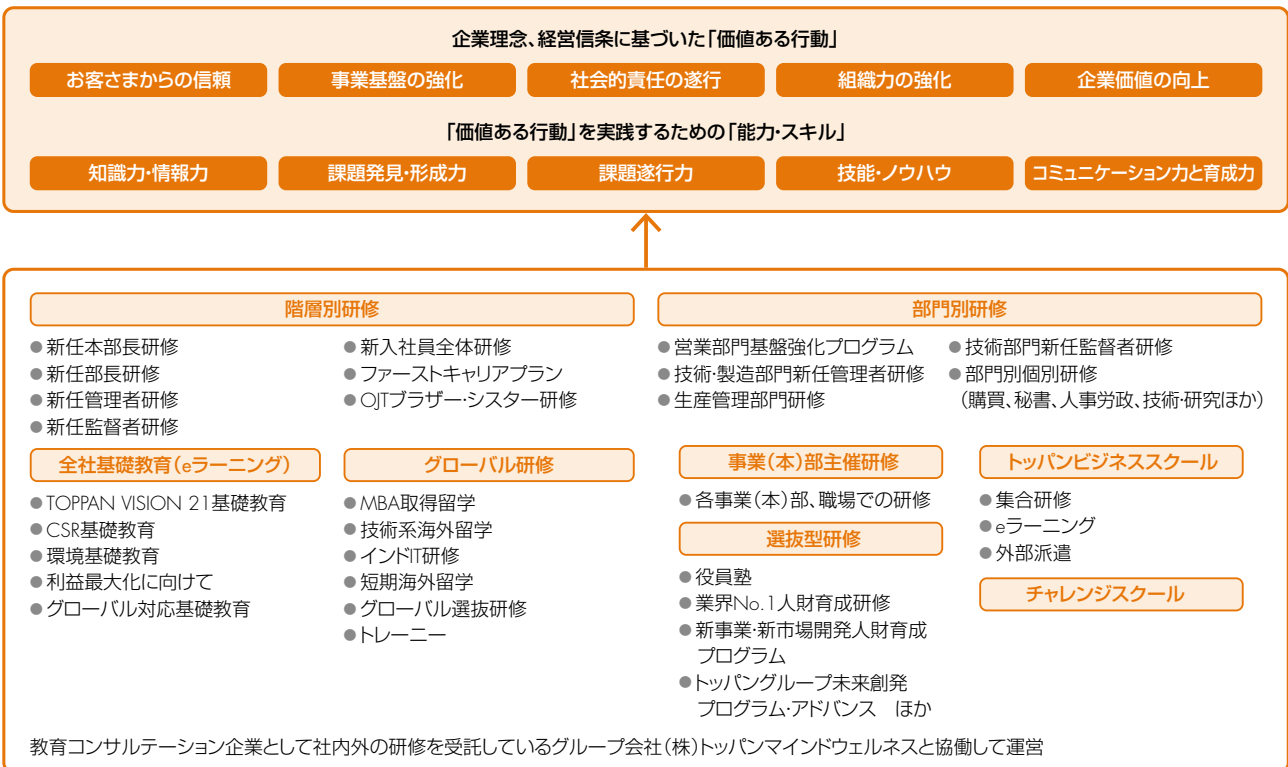 企業理念、経営信条に基づいた「価値ある行動」
お客さまからの信頼
事業基盤の強化
社会的責任の遂行
組織力の強化
企業価値の向上
「価値ある行動」を実践するための「能力・スキル」
知識力・情報力
課題発見・形成力
課題遂行力
技能・ノウハウ
コミュニケーション力と育成力
階層別研修
●新任本部長研修
●新任部長研修
●新任管理者研修
●新任監督者研修
●新入社員全体研修
●ファーストキャリアプラン
●OJTブラザー・シスター研修
部門別研修
●営業部門基盤強化プログラム
●技術・製造部門新任管理者研修
●生産管理部門研修
●技術部門新任監督者研修
●部門別個別研修
(購買、秘書、人事労政、技術・研究ほか)
全社基礎教育(eラーニング)
●TOPPAN VISION 21基礎教育
●CSR基礎教育
●環境基礎教育
●利益最大化に向けて
●グローバル対応基礎教育
グローバル研修
●MBA取得留学
●技術系海外留学
●インドIT研修
●短期海外留学
●グローバル選抜研修
●トレーニー
事業(本)部主催研修
●各事業(本)部、職場での研修
選抜型研修
●役員塾
●業界No.1人財育成研修
●新事業・新市場開発人財育成
プログラム
●トッパングループ未来創発
プログラム・アドバンス　ほか
トッパンビジネススクール
●集合研修
●eラーニング
●外部派遣
チャレンジスクール
教育コンサルテーション企業として社内外の研修を受託しているグループ会社(株)トッパンマインドウェルネスと協働して運営